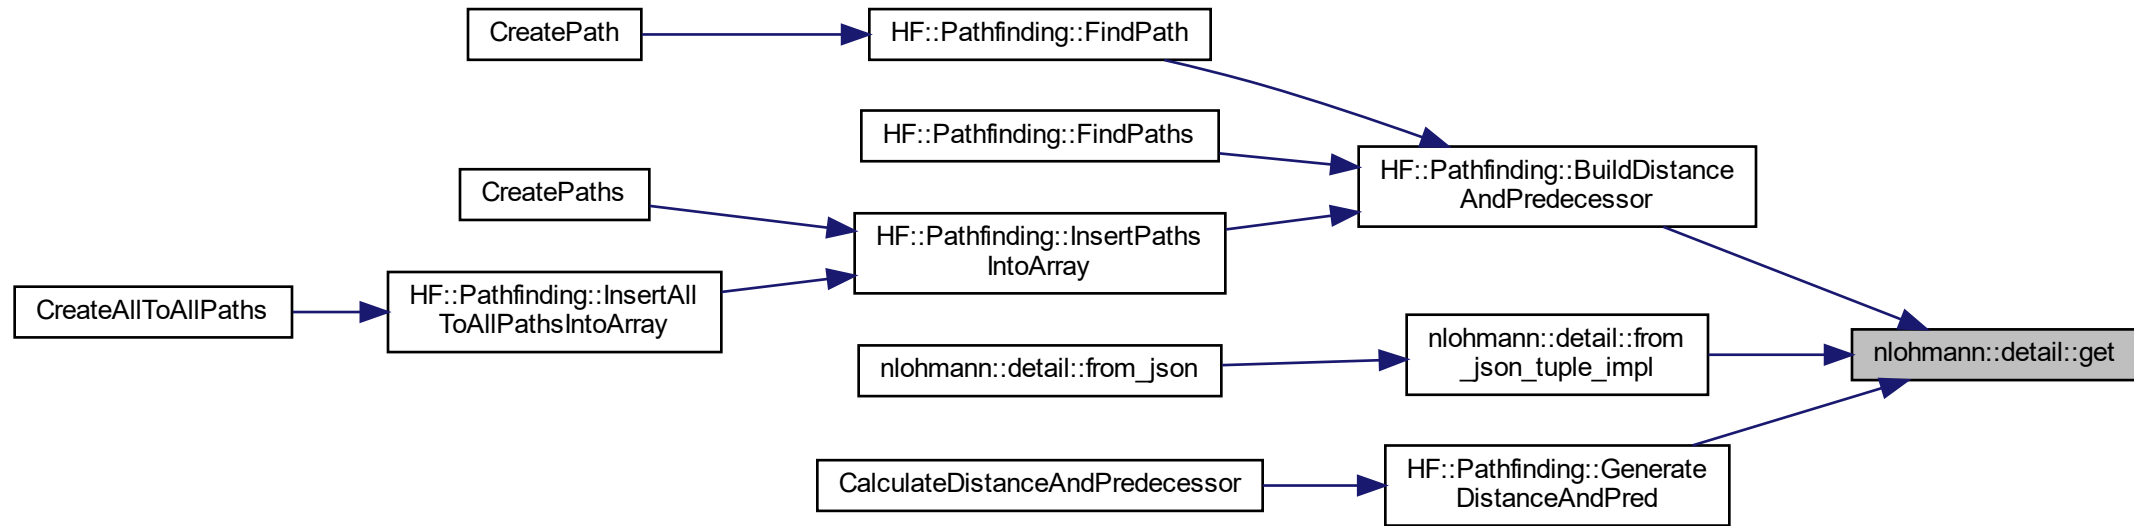 CreatePath
HF::Pathfinding::FindPath
HF::Pathfinding::FindPaths
HF::Pathfinding::BuildDistance
AndPredecessor
CreatePaths
HF::Pathfinding::InsertPaths
IntoArray
CreateAllToAllPaths
HF::Pathfinding::InsertAll
ToAllPathsIntoArray
nlohmann::detail::from
_json_tuple_impl
nlohmann::detail::get
nlohmann::detail::from_json
CalculateDistanceAndPredecessor
HF::Pathfinding::Generate
DistanceAndPred